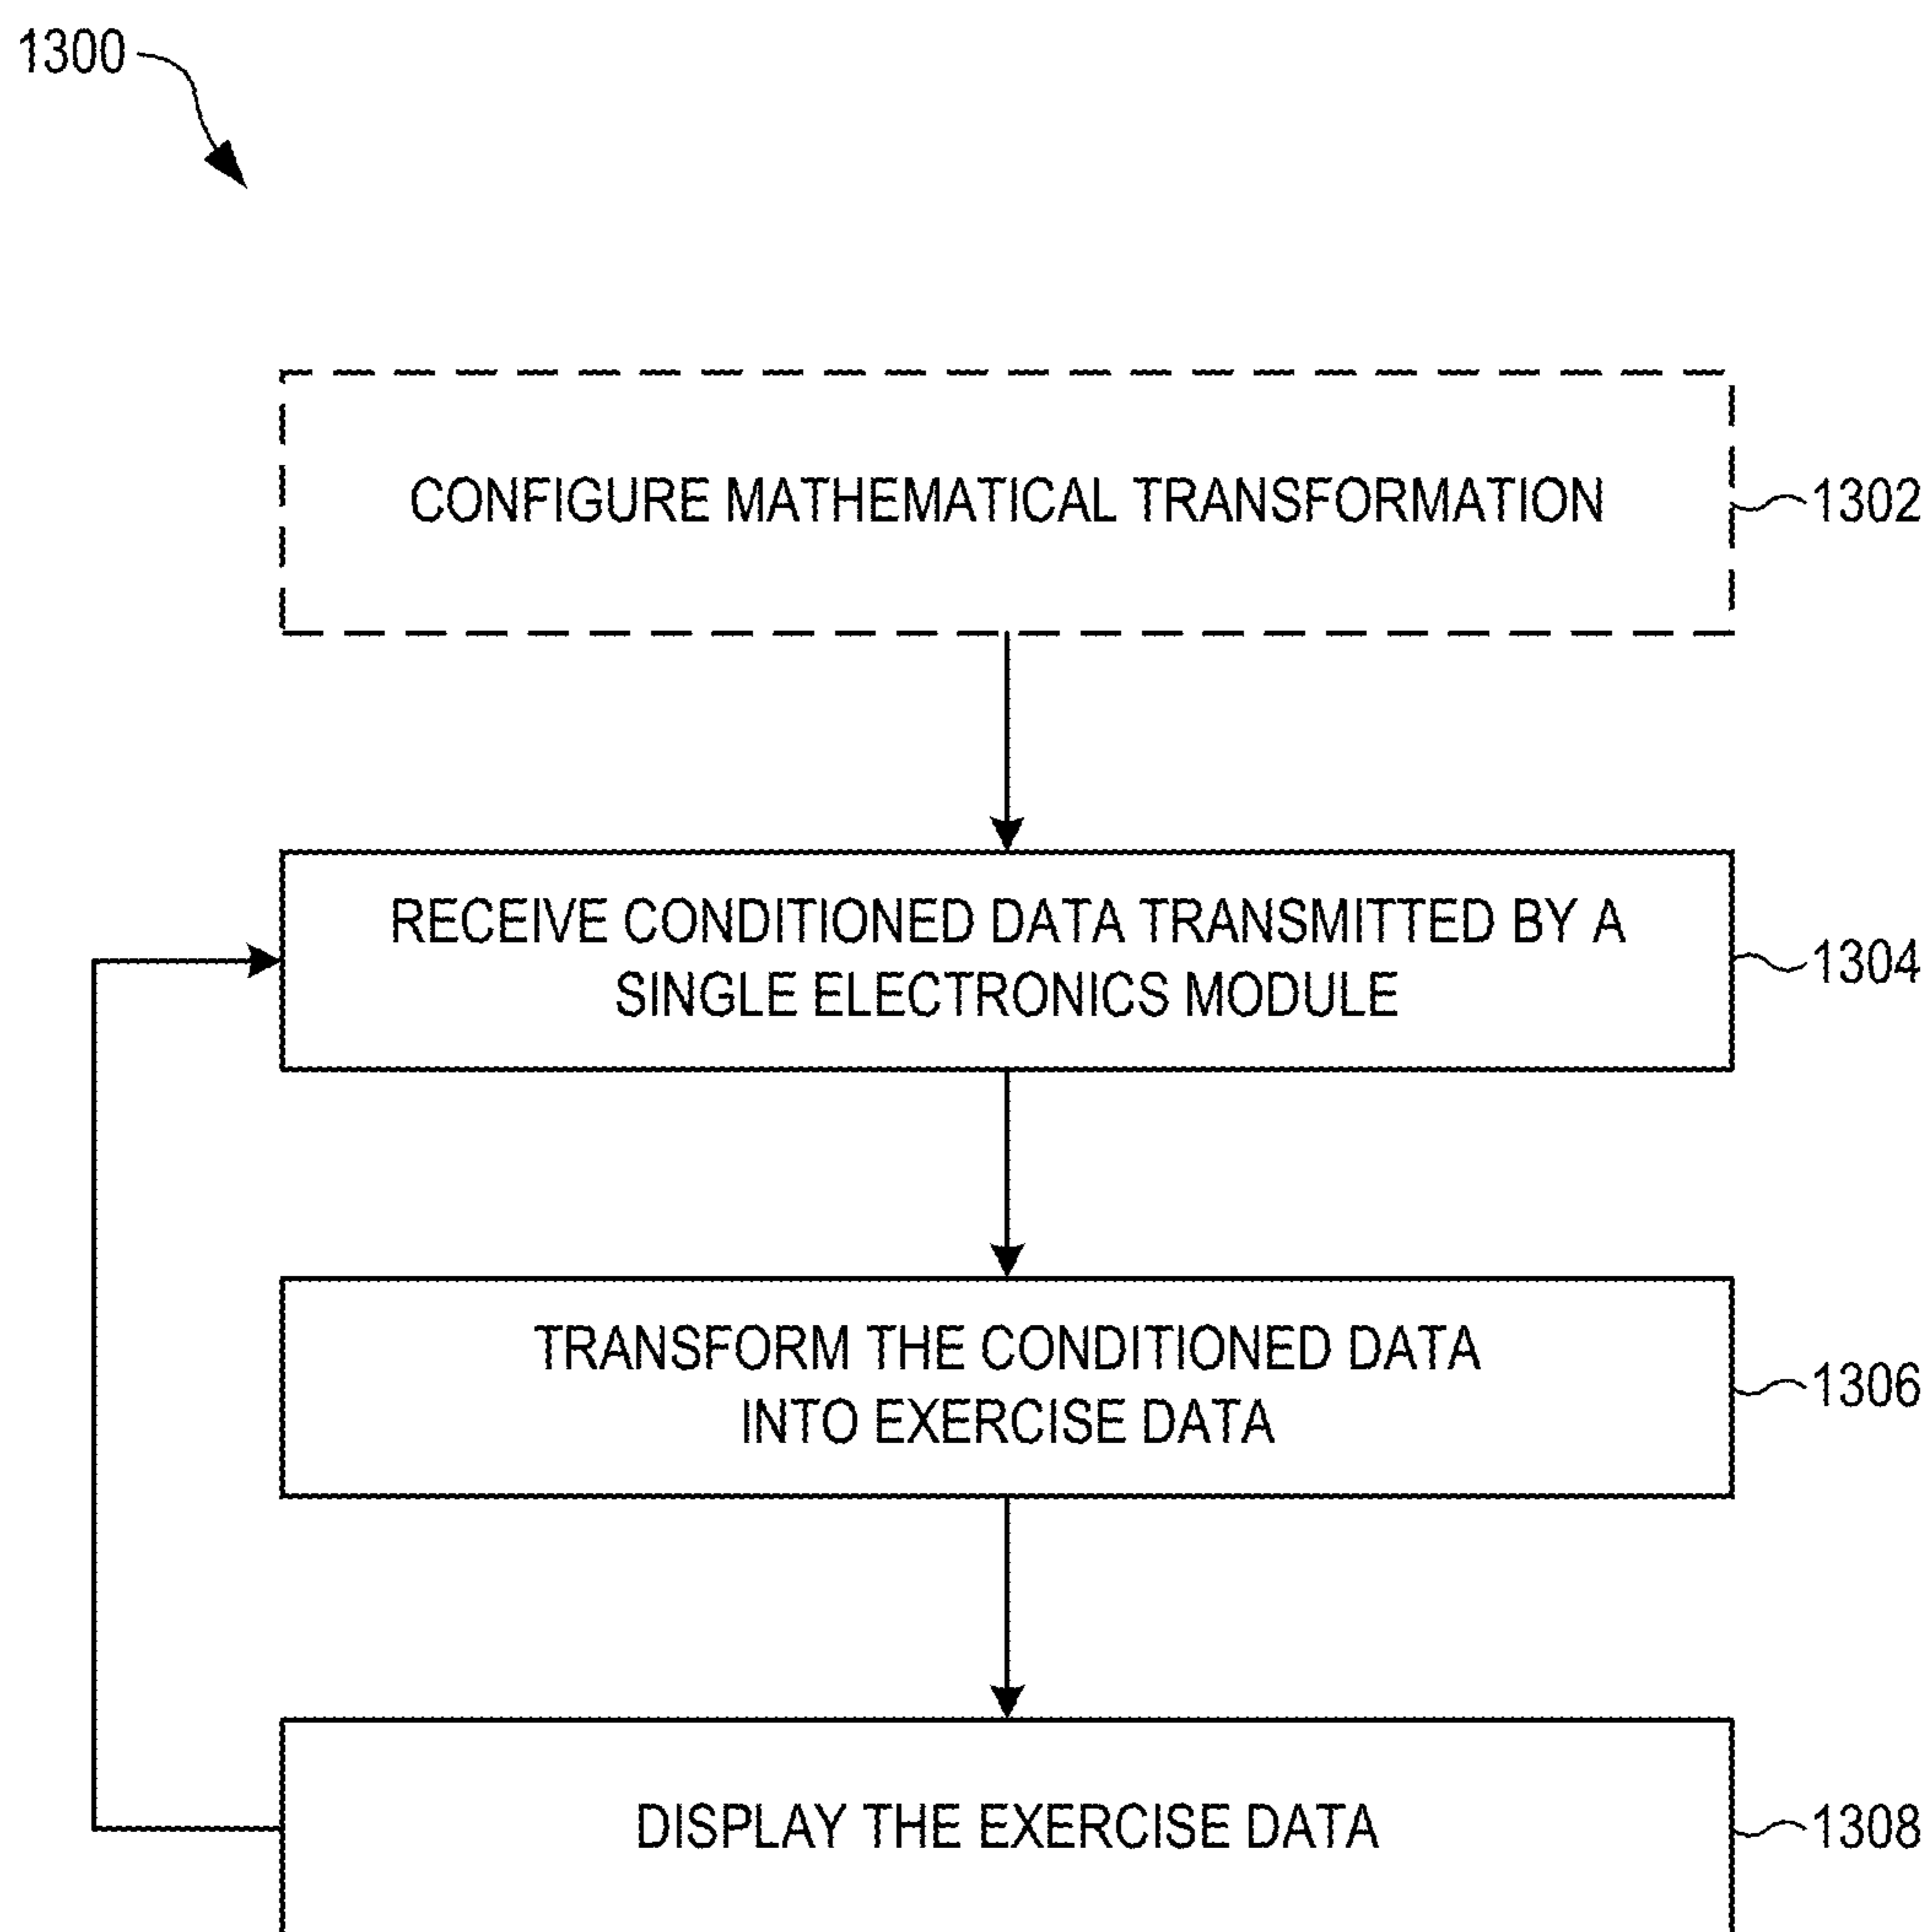 1300
CONFIGURE MATHEMATICAL TRANSFORMATION
1302
RECEIVE CONDITIONED DATA TRANSMITTED BY A
SINGLE ELECTRONICS MODULE
1304
TRANSFORM THE CONDITIONED DATA
INTO EXERCISE DATA
1306
DISPLAY THE EXERCISE DATA
1308